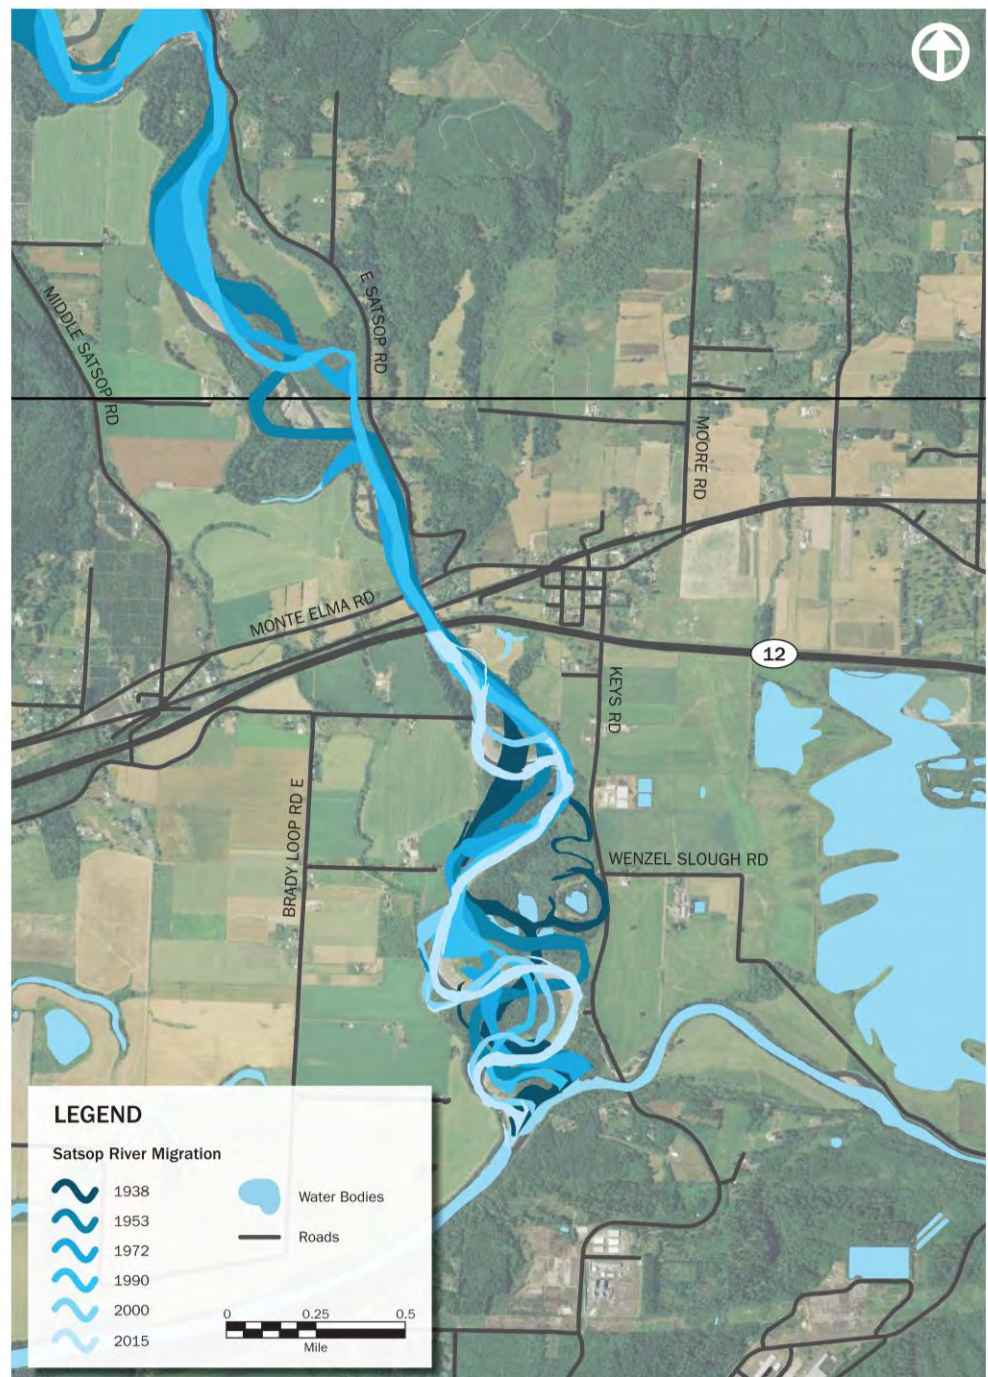 E SATSOP RD
MIDDLE SATSOP RD
MOORE RD
MONTE ELMA RD
12
KEYS RD
BRADY LOOP RD E
WENZEL SLOUGH RD
LEGEND
Satsop River Migration
1938
1953
1972
1990
2000
2015
Water Bodies
Roads
0 0.25 0.5
Mile